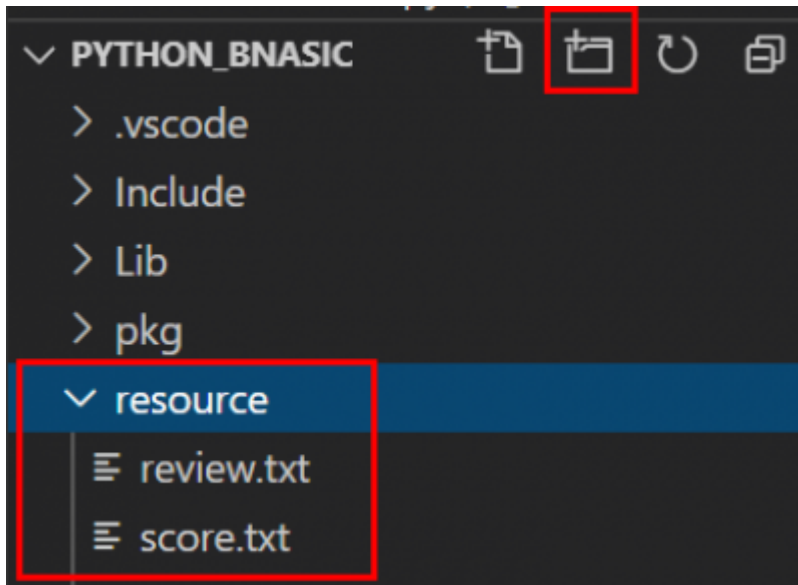 PYTHON_BNASIC
.vscode
Include
Lib
pkg
resource
review.txt
score.txt